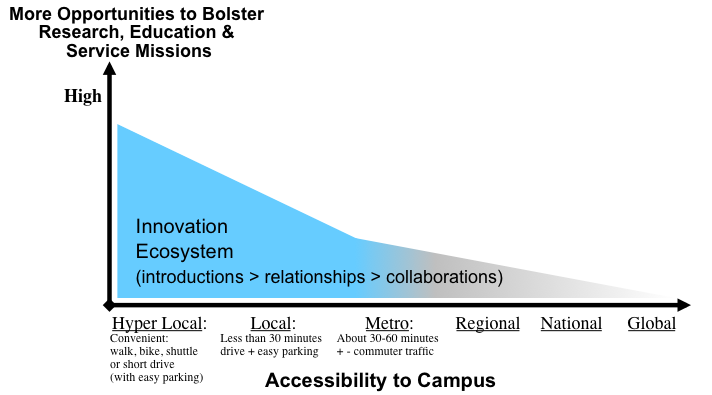 More Opportunities to Bolster
Research, Education &
Service Missions
High
Innovation
Ecosystem
(introductions > relationships > collaborations)
Hyper Local:
Convenient:
walk, bike, shuttle
or short drive
(with easy parking)
Local:
Less than 30 minutes
drive + easy parking
Metro:
About 30-60 minutes
+ - commuter traffic
Regional
National
Global
Accessibility to Campus